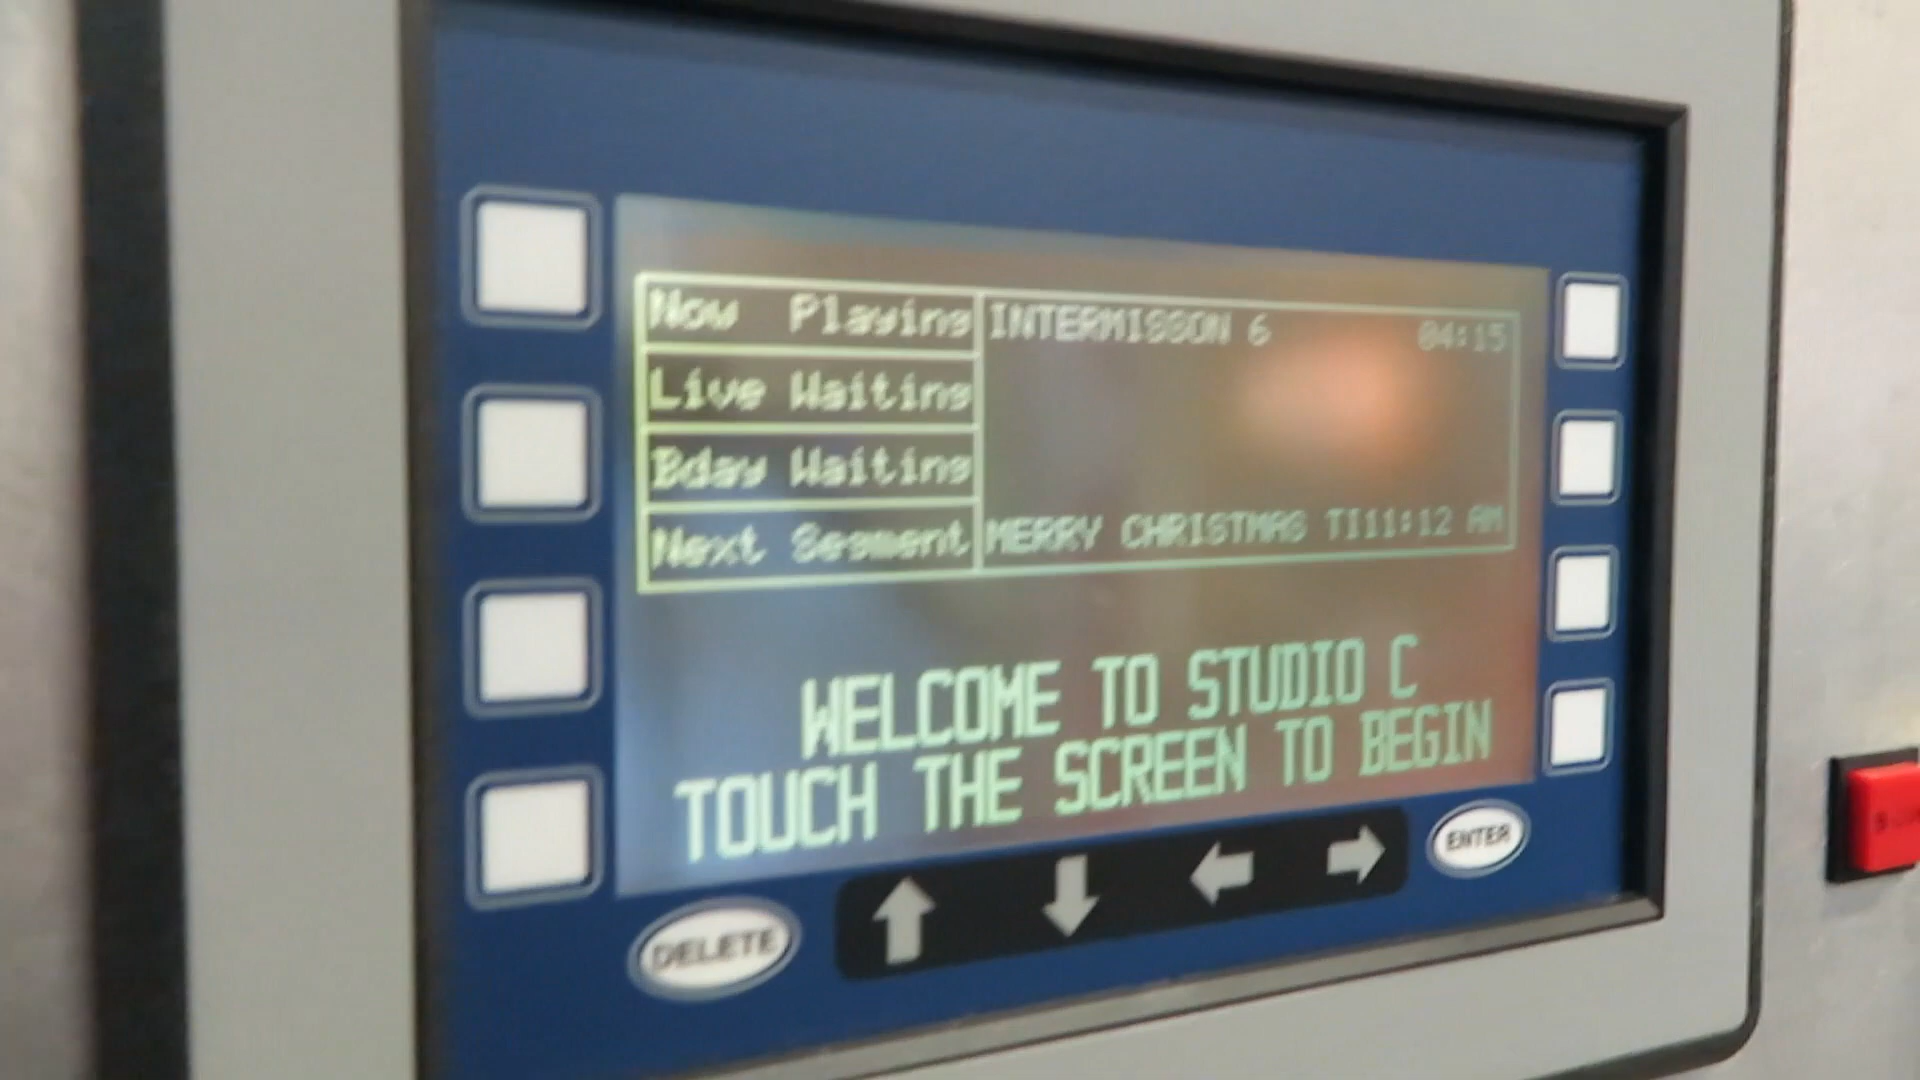 Now Playing INTERMISSON 6 04:15
Live Waiting
Bday Waiting
Next Segment MERRY CHRISTMAS TI11:12 AM
WELCOME TO STUDIO C
TOUCH THE SCREEN TO BEGIN
DELETE
ENTER